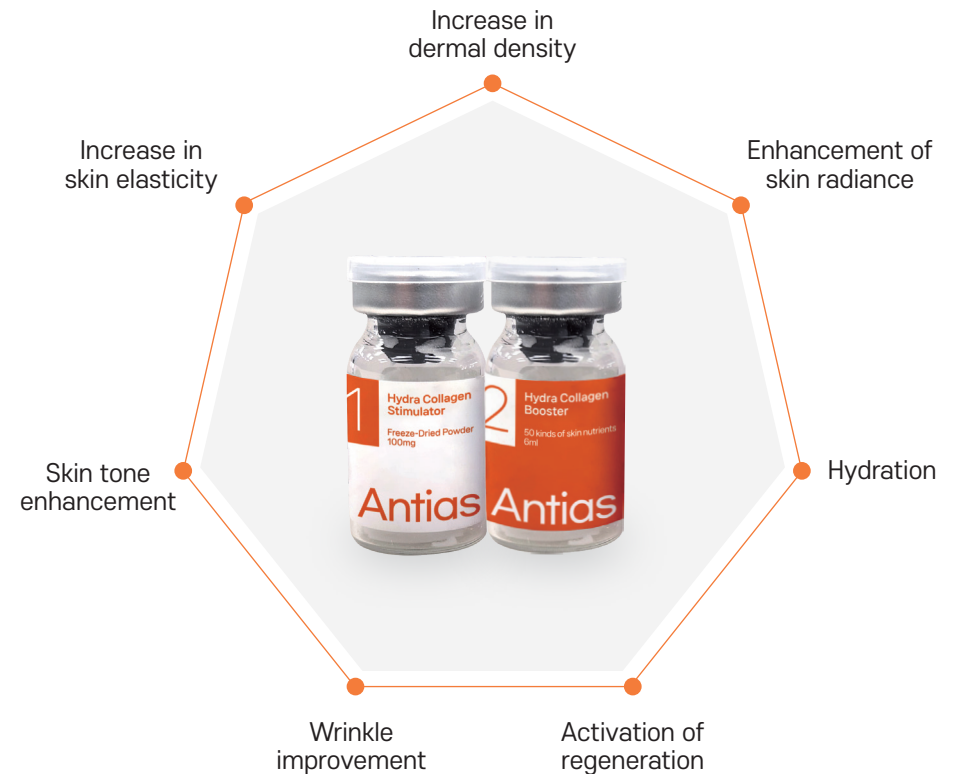 Increase in
dermal density
Increase in
skin elasticity
Enhancement of
skin radiance
1
Hydra Collagen
Stimulator
Freeze-Dried Powder
100mg
Antias
2
Hydra Collagen
Booster
50 kinds of skin nutrients
6ml
Antias
Skin tone
enhancement
Hydration
Wrinkle
improvement
Activation of
regeneration